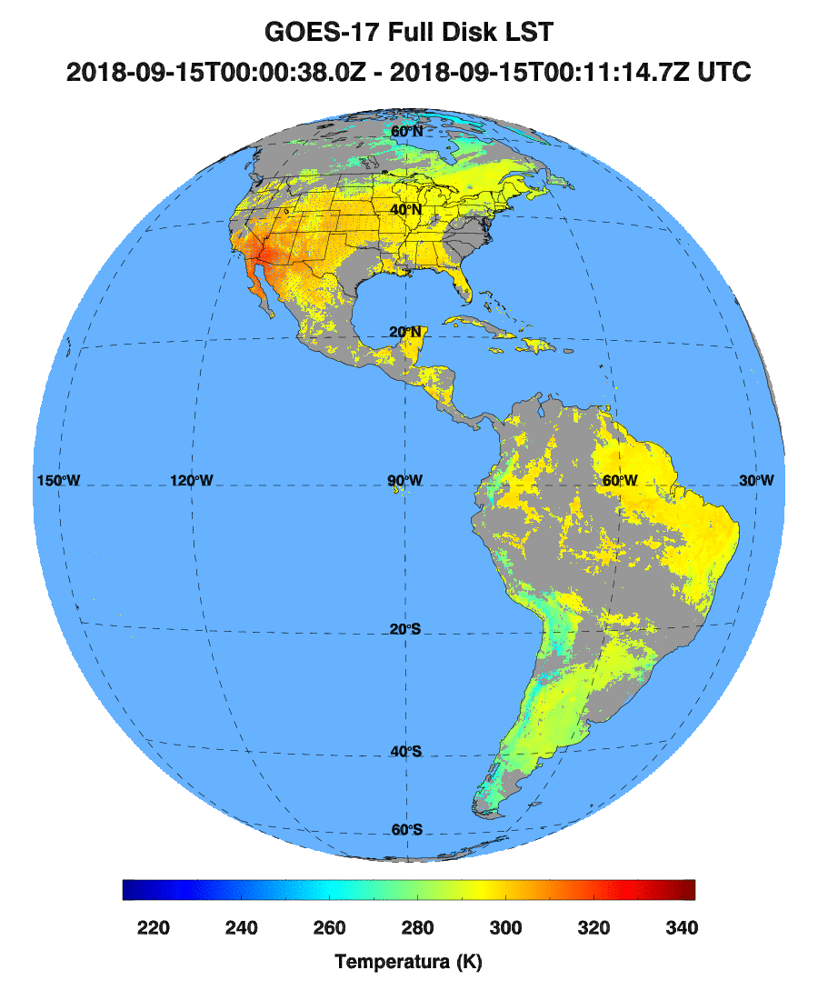 GOES-17 Full Disk LST
2018-09-15T00:00:38.0Z - 2018-09-15T00:11:14.7Z UTC
60°N
40°N
20°N
150°W 120°W 90°W 60°W 30°W
20°S
40°S
60°S
220 240 260 280 300 320 340
Temperatura (K)